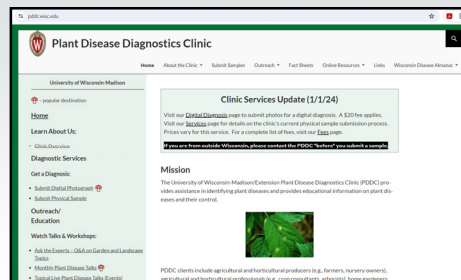 pddc.wisc.edu
Plant Disease Diagnostics Clinic
Home About the Clinic Submit Samples Outreach Fact Sheets Online Resources Links Wisconsin Disease Almanac
University of Wisconsin-Madison
- popular destination
Home
Learn About Us:
- Clinic Overview
Diagnostic Services
Get a Diagnosis:
- Submit Digital Photograph
- Submit Physical Sample
Outreach/
Education
Watch Talks & Workshops:
- Ask the Experts - Q&A on Garden and Landscape
Topics
- Monthly Plant Disease Talks
- Topical Live Plant Disease Talks (Events)
Clinic Services Update (1/1/24)
Visit our Digital Diagnosis page to submit photos for a digital diagnosis. A $20 fee applies.
Visit our Services page for details on the clinic's current physical sample submission process.
Prices vary for this service. For a complete list of fees, visit our Fees page.
If you are from outside Wisconsin, please contact the PDDC *before* you submit a sample.
Mission
The University of Wisconsin-Madison/Extension Plant Disease Diagnostics Clinic (PDDC) pro-
vides assistance in identifying plant diseases and provides educational information on plant dis-
eases and their control.
PDDC clients include agricultural and horticultural producers (e.g., farmers, nursery owners),
agricultural and horticultural professionals (e.g., crop consultants, arborists), home gardeners,